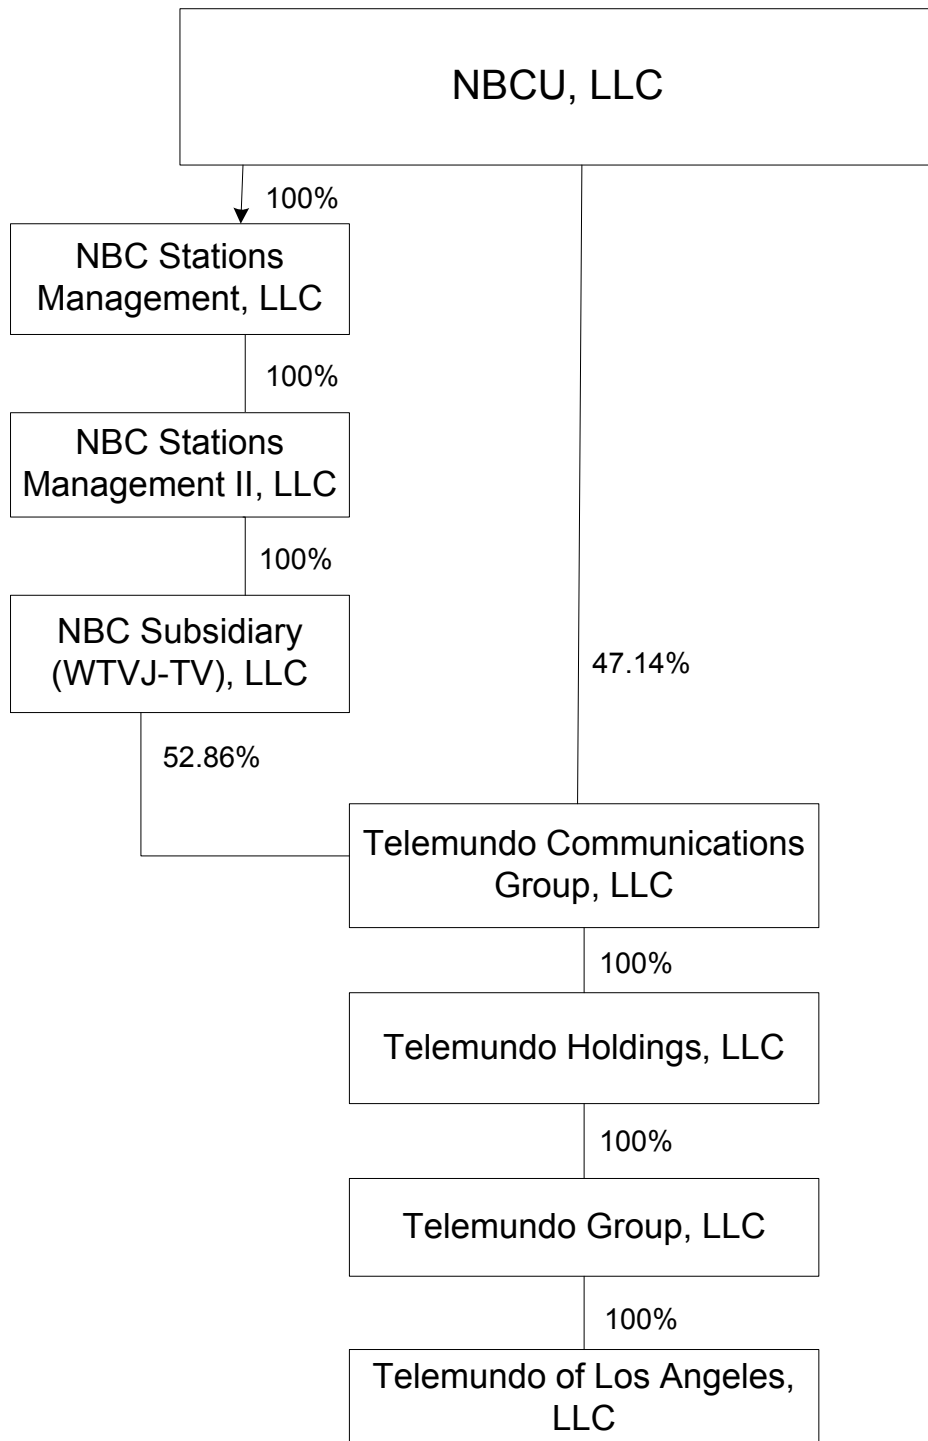 NBCU, LLC
100%
NBC Stations
Management, LLC
100%
NBC Stations
Management II, LLC
100%
NBC Subsidiary
(WTVJ-TV), LLC
47.14%
52.86%
Telemundo Communications
Group, LLC
100%
Telemundo Holdings, LLC
100%
Telemundo Group, LLC
100%
Telemundo of Los Angeles,
LLC